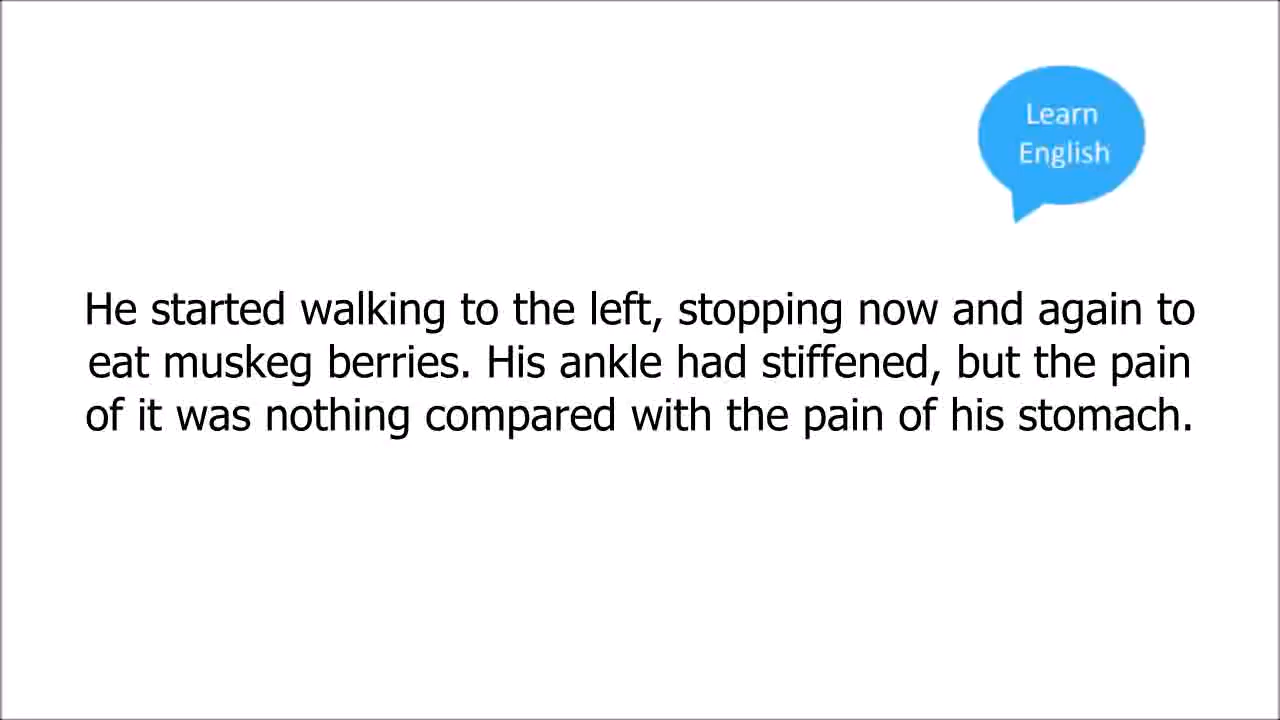 Learn
English
He started walking to the left, stopping now and again to
eat muskeg berries. His ankle had stiffened, but the pain
of it was nothing compared with the pain of his stomach.